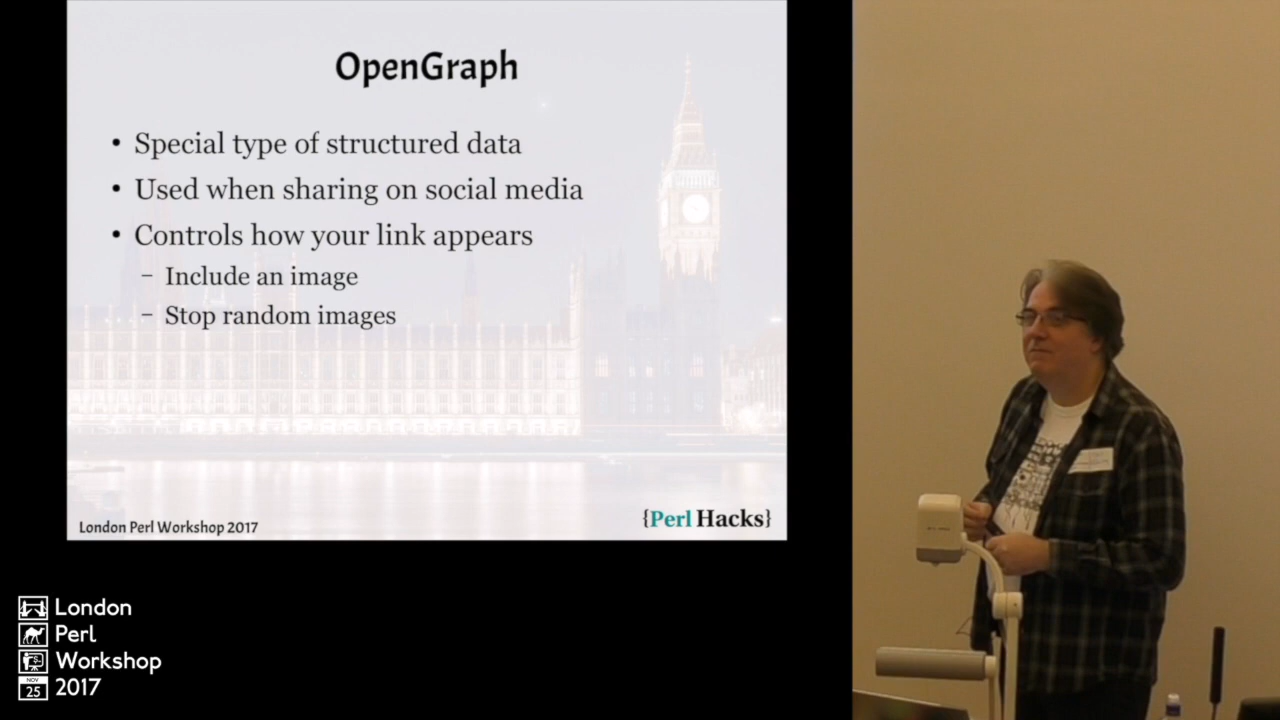 OpenGraph
• Special type of structured data
• Used when sharing on social media
• Controls how your link appears
– Include an image
– Stop random images
London Perl Workshop 2017
{Perl Hacks}
London
Perl
Workshop
NOV
25
2017